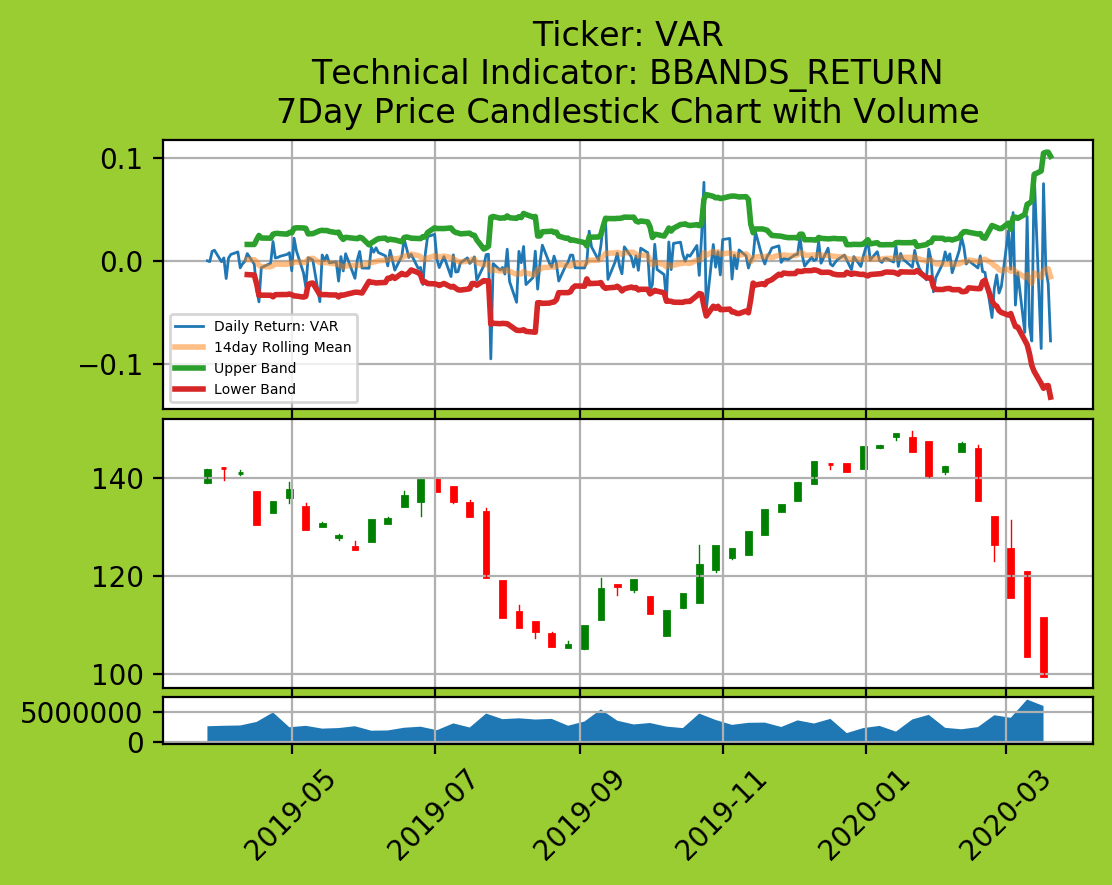 Ticker: VAR
Technical Indicator: BBANDS_RETURN
7Day Price Candlestick Chart with Volume
0.1
0.0
−0.1
Daily Return: VAR
14day Rolling Mean
Upper Band
Lower Band
140
120
100
5000000
0
2019-05
2019-07
2019-09
2019-11
2020-01
2020-03